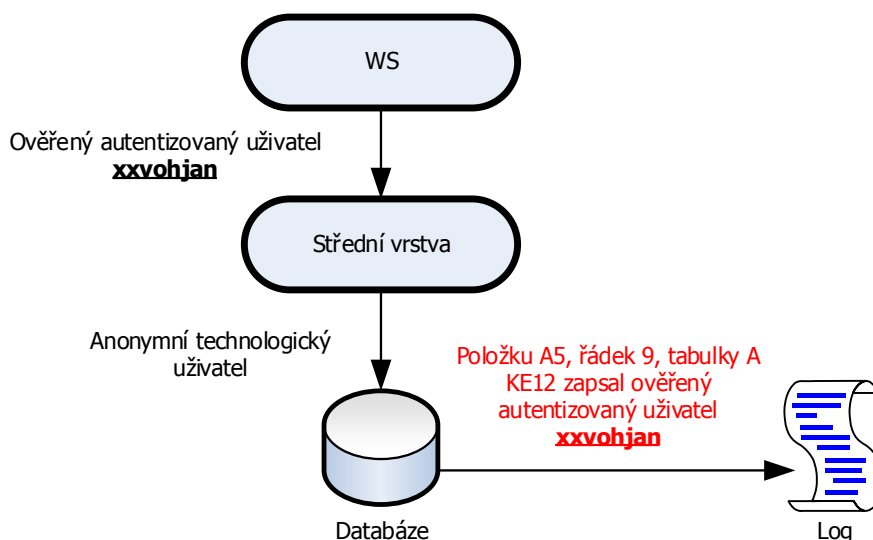 WS
Ověřený autentizovaný uživatel
xxvohjan
Střední vrstva
Anonymní technologický
uživatel
Položku A5, řádek 9, tabulky A
KE12 zapsal ověřený
autentizovaný uživatel
xxvohjan
Databáze
Log